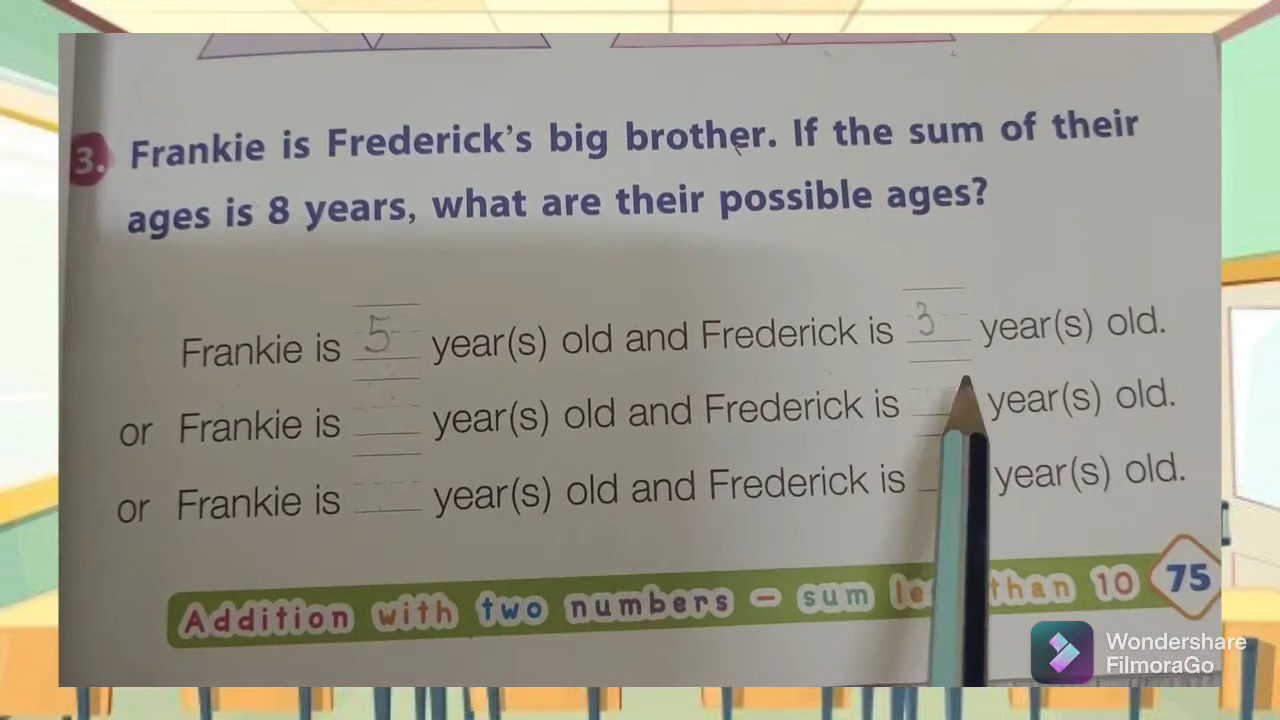 3. Frankie is Frederick's big brother. If the sum of their
ages is 8 years, what are their possible ages?
Frankie is 5 year(s) old and Frederick is 3 year(s) old.
or Frankie is year(s) old and Frederick is year(s) old.
or Frankie is year(s) old and Frederick is year(s) old.
Addition with two numbers – sum le than 10 75
Wondershare
FilmoraGo